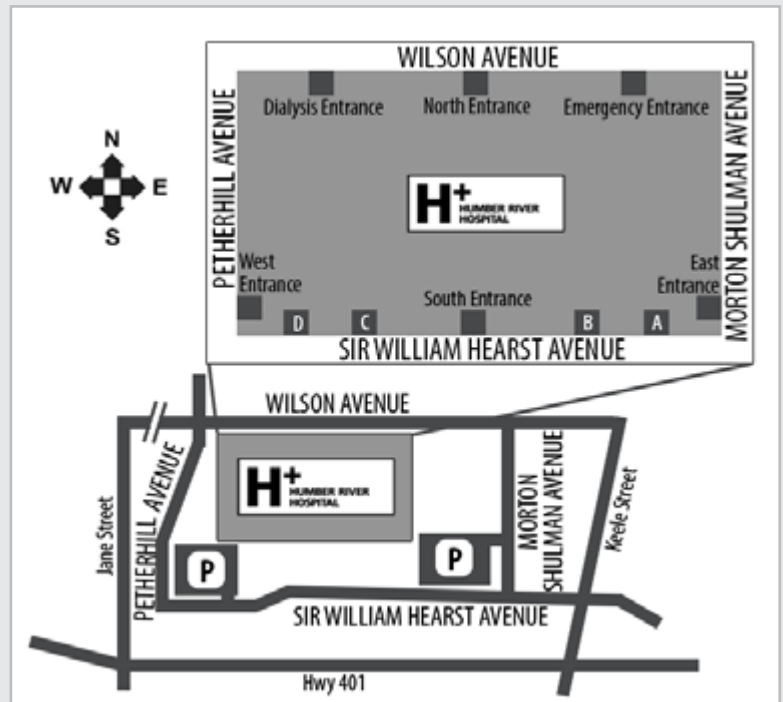 WILSON AVENUE
Dialysis Entrance
North Entrance
Emergency Entrance
PETHERHILL AVENUE
MORTON SHULMAN AVENUE
N
W
E
S
H+
HUMBER RIVER
HOSPITAL
West
Entrance
East
Entrance
South Entrance
D
C
B
A
SIR WILLIAM HEARST AVENUE
WILSON AVENUE
H+
HUMBER RIVER
HOSPITAL
Jane Street
PETHERHILL AVENUE
MORTON
SHULMAN AVENUE
Keele Street
P
P
SIR WILLIAM HEARST AVENUE
Hwy 401